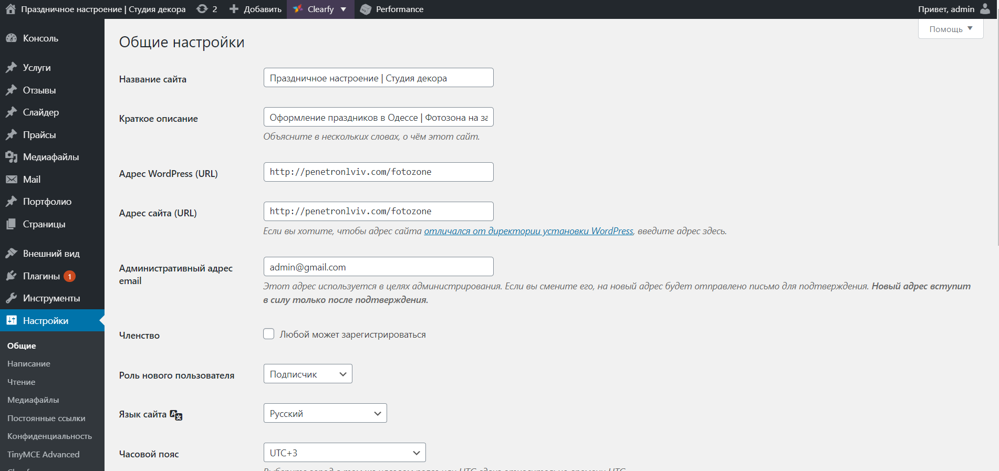 Праздничное настроение | Студия декора 2 Добавить Clearfy Performance Привет, admin
Помощь
Консоль
Услуги
Отзывы
Слайдер
Прайсы
Медиафайлы
Mail
Портфолио
Страницы
Внешний вид
Плагины 1
Инструменты
Настройки
Общие
Написание
Чтение
Медиафайлы
Постоянные ссылки
Конфиденциальность
TinyMCE Advanced
Общие настройки
Название сайта
Праздничное настроение | Студия декора
Краткое описание
Оформление праздников в Одессе | Фотозона на за
Объясните в нескольких словах, о чём этот сайт.
Адрес WordPress (URL)
http://penetronlviv.com/fotozone
Адрес сайта (URL)
http://penetronlviv.com/fotozone
Если вы хотите, чтобы адрес сайта отличался от директории установки WordPress, введите адрес здесь.
Административный адрес
email
admin@gmail.com
Этот адрес используется в целях администрирования. Если вы смените его, на новый адрес будет отправлено письмо для подтверждения. Новый адрес вступит
в силу только после подтверждения.
Членство
Любой может зарегистрироваться
Роль нового пользователя
Подписчик
Язык сайта
Русский
Часовой пояс
UTC+3